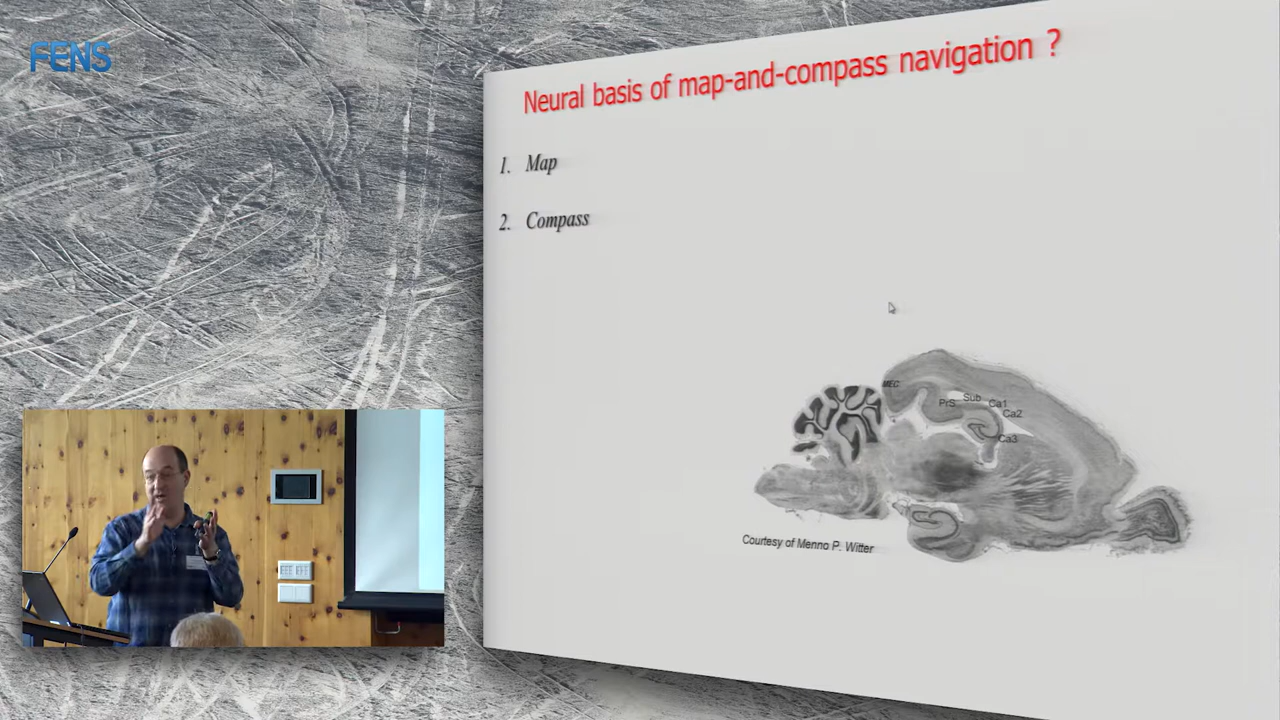 FENS
Neural basis of map-and-compass navigation ?
1. Map
2. Compass
MEC
PrS
Sub
Ca1
Ca2
Ca3
Courtesy of Menno P. Witter